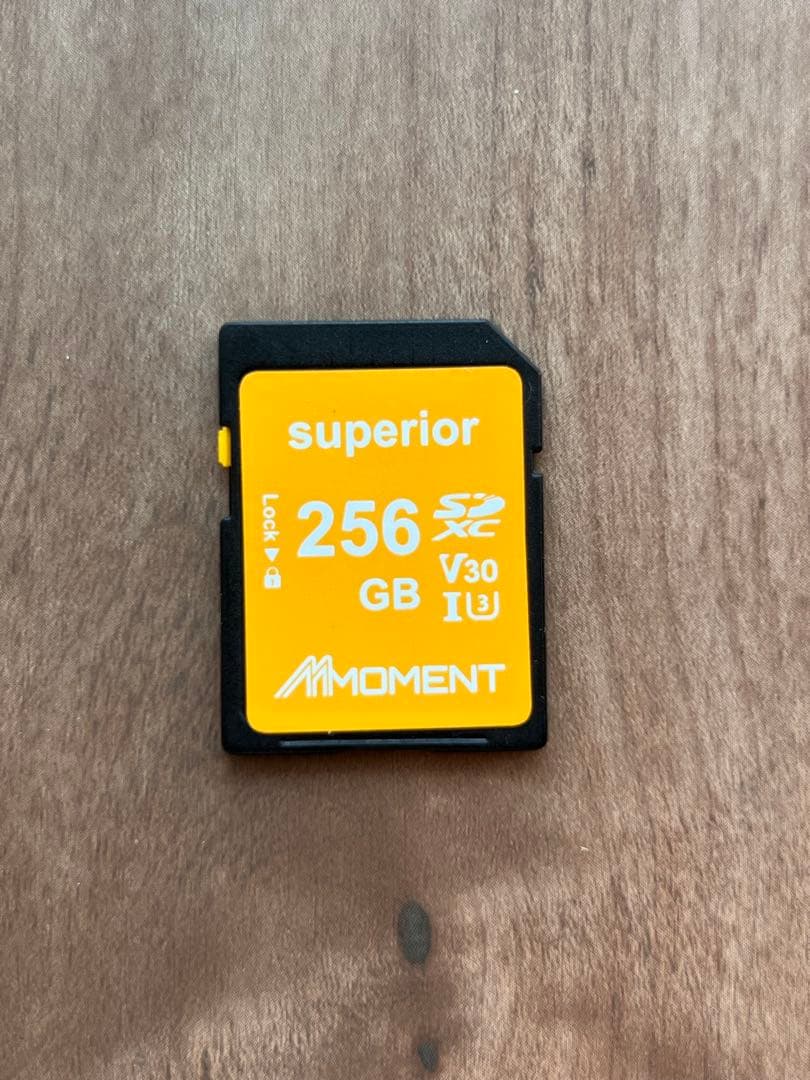 superior
Lock
256
GB
SD
XC
V30
I 3
MMOMENT